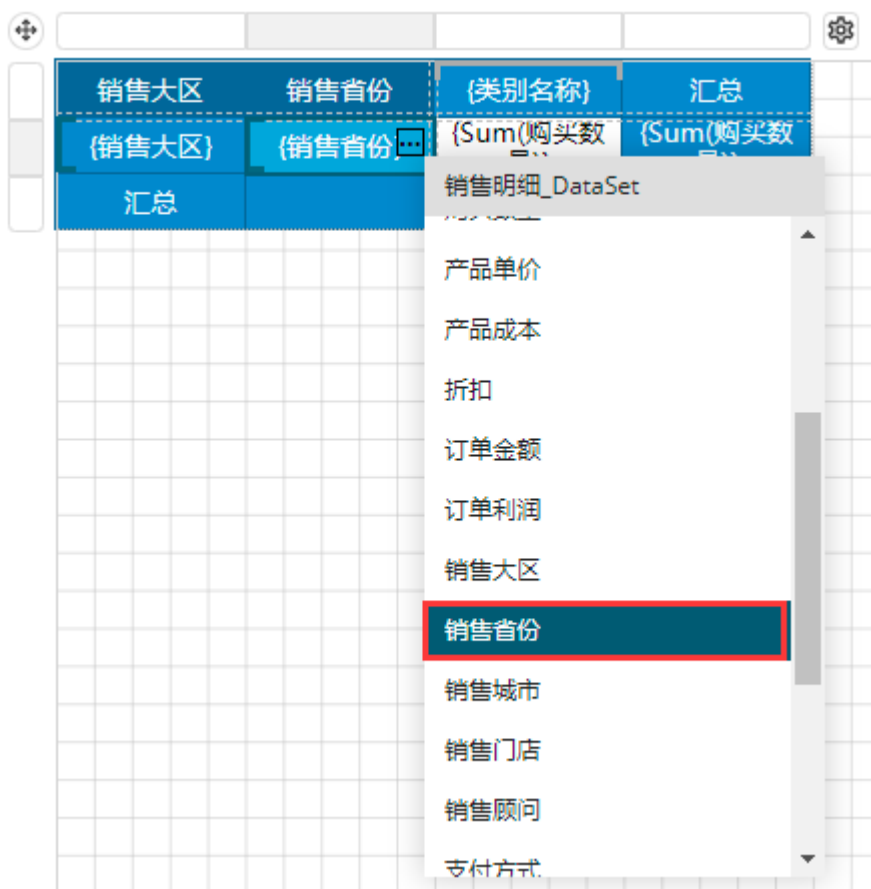 销售大区 销售省份 {类别名称} 汇总
{销售大区} {销售省份 {Sum(购买数 {Sum(购买数
汇总
销售明细_DataSet
产品单价
产品成本
折扣
订单金额
订单利润
销售大区
销售省份
销售城市
销售门店
销售顾问
支付方式